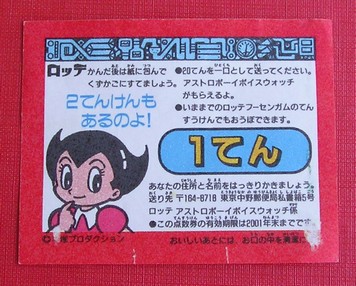 ロッテ かんだ後は紙に包んで
くずかごにすてましょう。
2てんけんも
あるのよ!
●20てんを一口として送ってください。
アストロボーイボイスウォッチ
がもらえるよ。
●いままでのロッテフーセンガムのてん
すうけんでもおうぼできます。
1てん
あなたの住所と名前をはっきりかきましょう。
送り先 〒164-8718 東京中野郵便局私書箱5号
ロッテ アストロボーイボイスウォッチ係
●この点数券の有効期限は2001年末までです。
プロダクション
おいしいあとには お口の中を